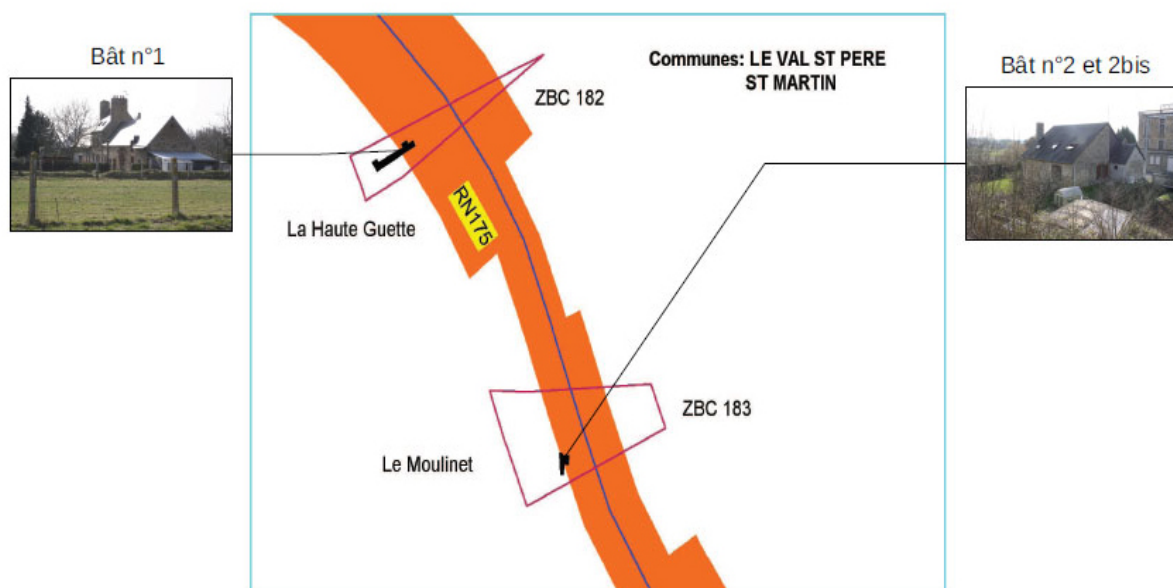 Bât n°1
Communes: LE VAL ST PERE
ST MARTIN
Bât n°2 et 2bis
ZBC 182
RN175
La Haute Guette
ZBC 183
Le Moulinet